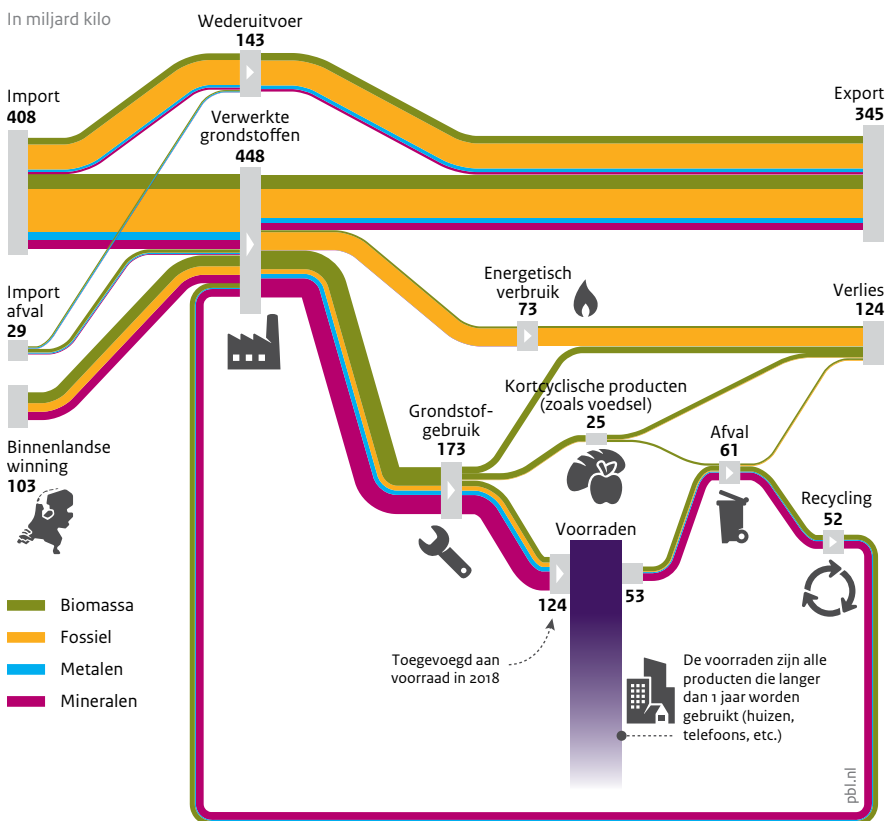 In miljard kilo
Wederuitvoer
143
Import
408
Export
345
Verwerkte
grondstoffen
448
Import
afval
29
Energetisch
verbruik
73
Verlies
124
Kortcyclische producten
(zoals voedsel)
25
Binnenlandse
winning
103
Grondstof-
gebruik
173
Afval
61
Recycling
52
Voorraden
124
53
Biomassa
Fossiel
Metalen
Mineralen
Toegevoegd aan
voorraad in 2018
De voorraden zijn alle
producten die langer
dan 1 jaar worden
gebruikt (huizen,
telefoons, etc.)
pbl.nl